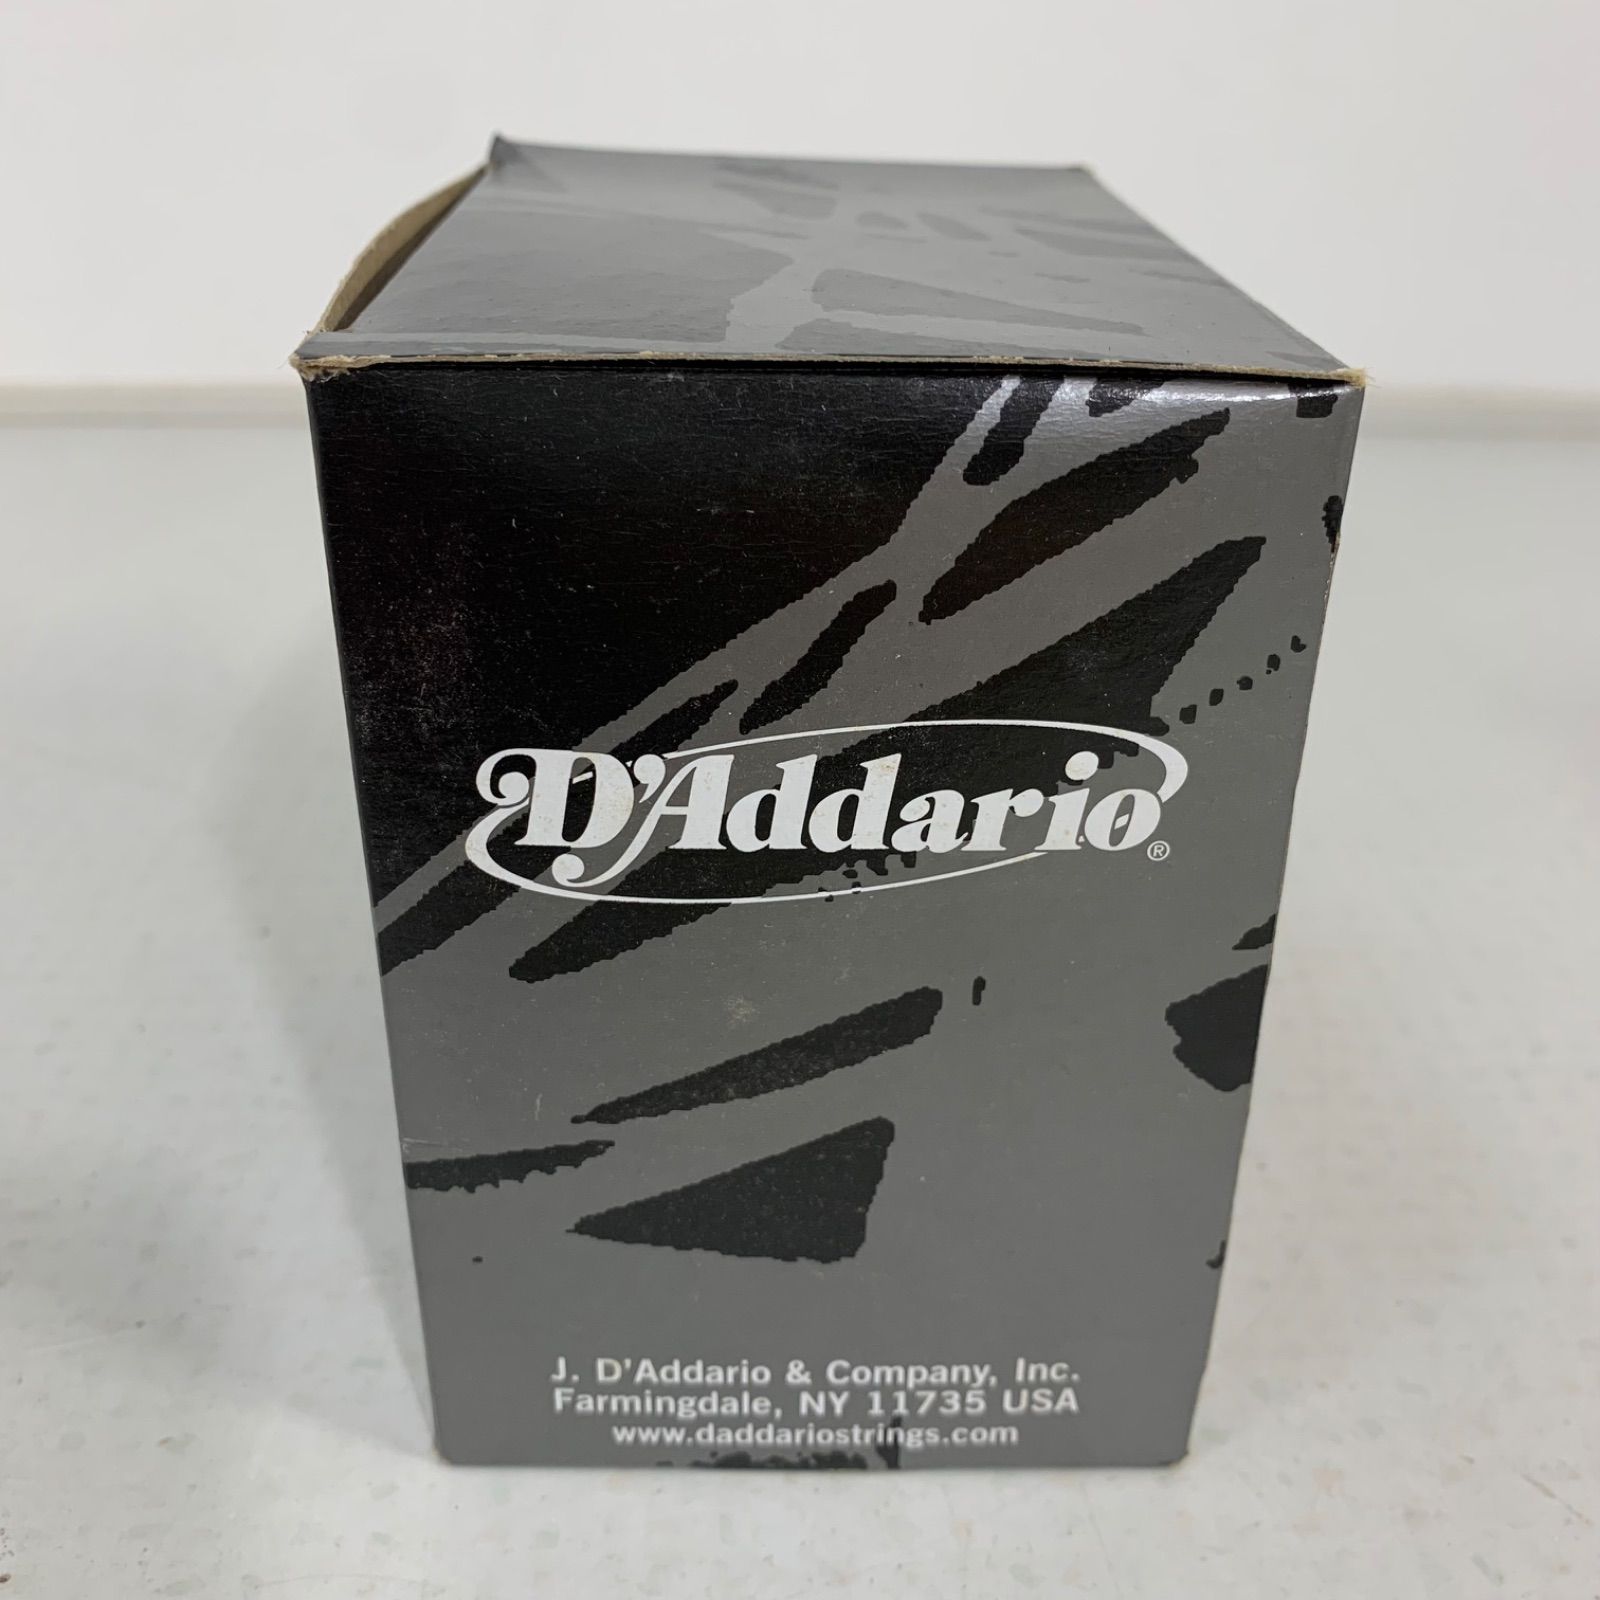 D'Addario®
J. D'Addario & Company, Inc.
Farmingdale, NY 11735 USA
www.daddariostrings.com